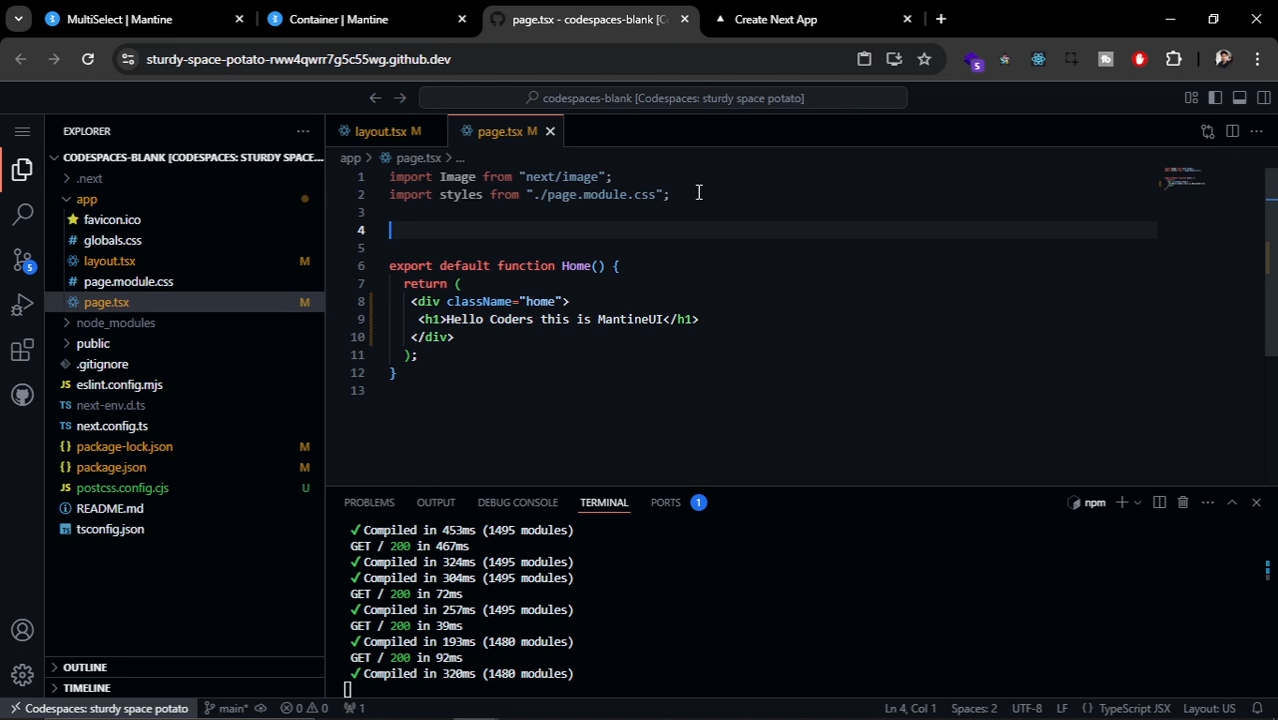 MultiSelect | Mantine
Container | Mantine
page.tsx - codespaces-blank [C
Create Next App
sturdy-space-potato-rww4qwrr7g5c55wg.github.dev
5
codespaces-blank [Codespaces: sturdy space potato]
EXPLORER
layout.tsx M
page.tsx M
CODESPACES-BLANK [CODESPACES: STURDY SPACE...
app > page.tsx > ...
.next
app
favicon.ico
# globals.css
layout.tsx M
# page.module.css
page.tsx M
node_modules
public
.gitignore
JS eslint.config.mjs
TS next-env.d.ts
TS next.config.ts
{} package-lock.json M
{} package.json M
JS postcss.config.cjs U
README.md
tsconfig.json
5
OUTLINE
TIMELINE
1 import Image from "next/image";
2 import styles from "./page.module.css";
3
4
5
6 export default function Home() {
7 return (
8 <div className="home">
9 <h1>Hello Coders this is MantineUI</h1>
10 </div>
11 );
12 }
13
PROBLEMS OUTPUT DEBUG CONSOLE TERMINAL PORTS 1
npm
✓ Compiled in 453ms (1495 modules)
GET / 200 in 467ms
✓ Compiled in 324ms (1495 modules)
✓ Compiled in 304ms (1495 modules)
GET / 200 in 72ms
✓ Compiled in 257ms (1495 modules)
GET / 200 in 39ms
✓ Compiled in 193ms (1480 modules)
GET / 200 in 92ms
✓ Compiled in 320ms (1480 modules)
Codespaces: sturdy space potato main* 0 0 1 Ln 4, Col 1 Spaces: 2 UTF-8 LF {} TypeScript JSX Layout: US